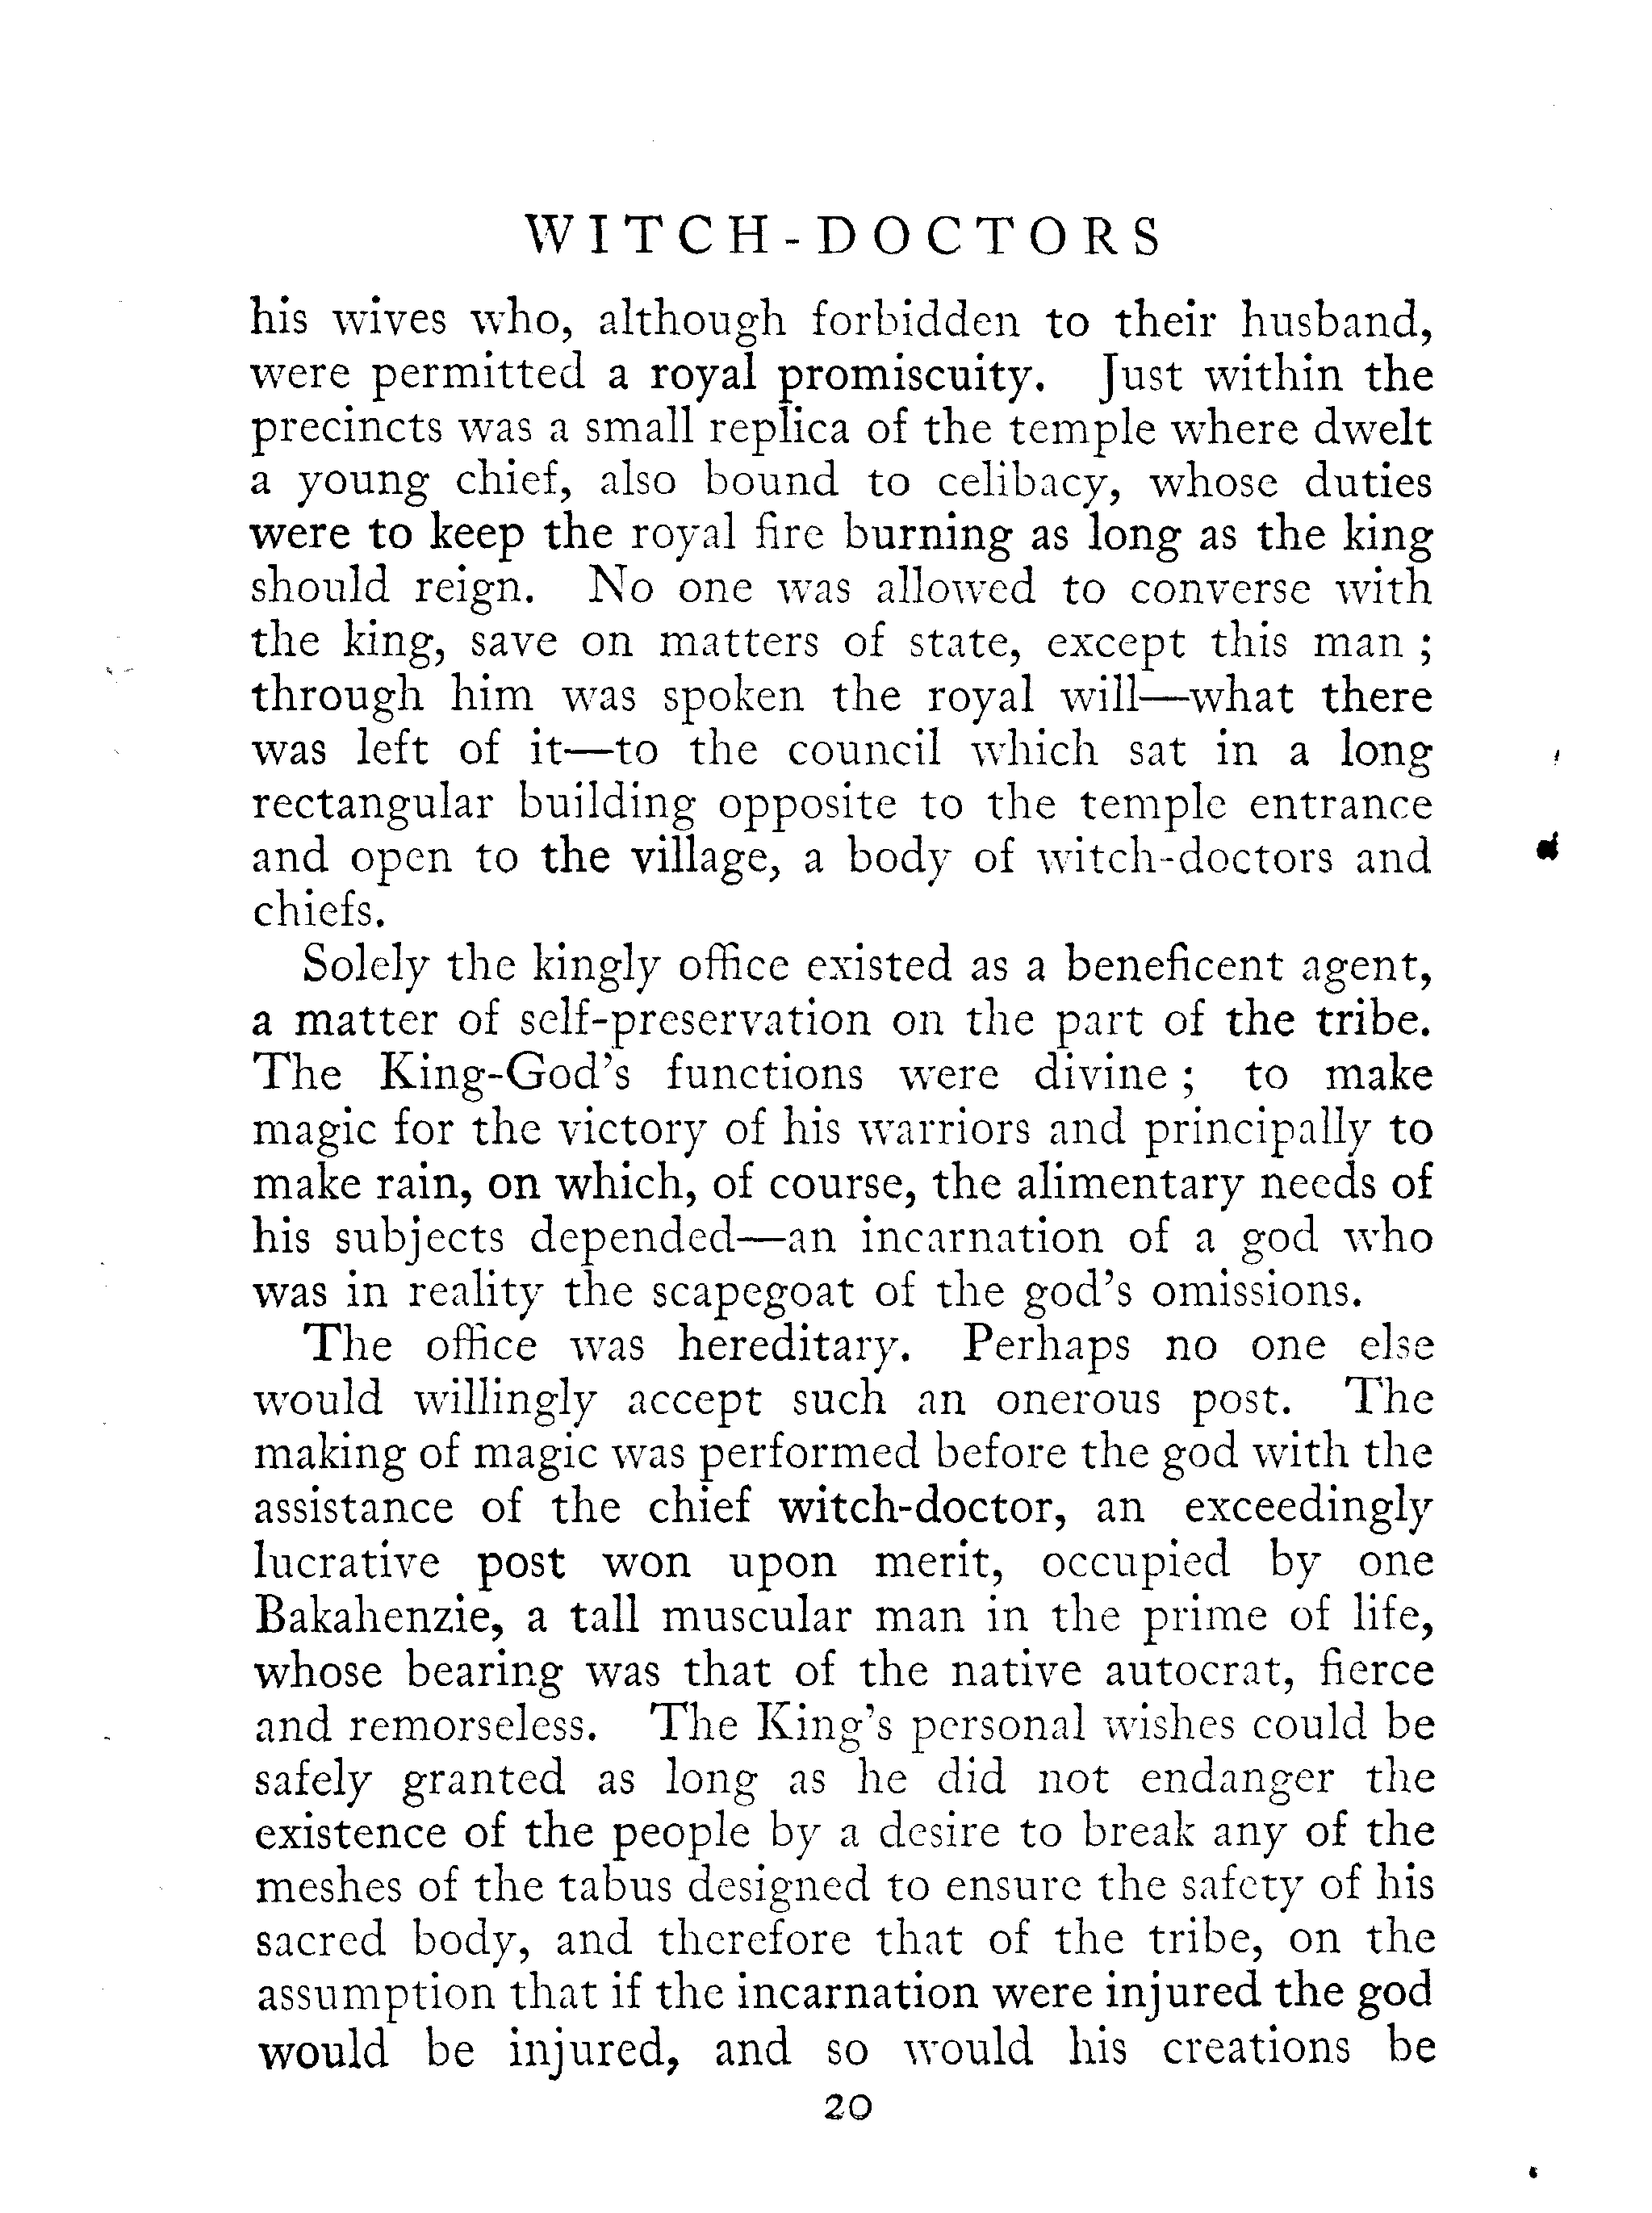 WITCH-DOCTORS
his wives who, although forbidden to their husband,
were permitted a royal promiscuity. Just within the
precincts was a small replica of the temple where dwelt
a young chief, also bound to celibacy, whose duties
were to keep the royal fire burning as long as the king
should reign. No one was allowed to converse with
the king, save on matters of state, except this man ;
through him was spoken the royal will—what there
was left of it—to the council which sat in a long
rectangular building opposite to the temple entrance
and open to the village, a body of witch-doctors and
chiefs.
Solely the kingly office existed as a beneficent agent,
a matter of self-preservation on the part of the tribe.
The King-God's functions were divine ; to make
magic for the victory of his warriors and principally to
make rain, on which, of course, the alimentary needs of
his subjects depended—an incarnation of a god who
was in reality the scapegoat of the god's omissions.
The office was hereditary. Perhaps no one else
would willingly accept such an onerous post. The
making of magic was performed before the god with the
assistance of the chief witch-doctor, an exceedingly
lucrative post won upon merit, occupied by one
Bakahenzie, a tall muscular man in the prime of life,
whose bearing was that of the native autocrat, fierce
and remorseless. The King's personal wishes could be
safely granted as long as he did not endanger the
existence of the people by a desire to break any of the
meshes of the tabus designed to ensure the safety of his
sacred body, and therefore that of the tribe, on the
assumption that if the incarnation were injured the god
would be injured, and so would his creations be
20